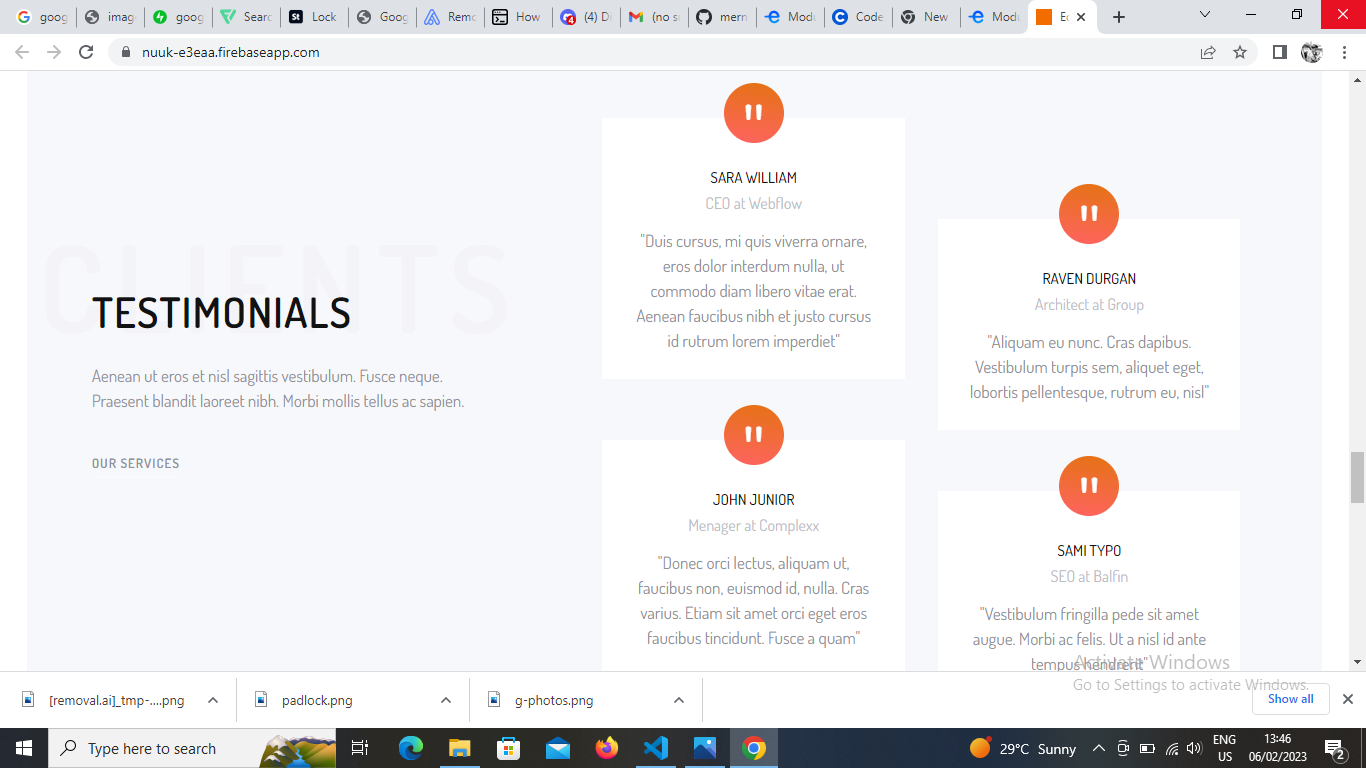 goog
imag
goog
Searc
Lock
Goog
Remo
How
(4) Di
(no su
mern
Modu
Code
New
Modu
nuuk-e3eaa.firebaseapp.com
CLIENTS
TESTIMONIALS
Aenean ut eros et nisl sagittis vestibulum. Fusce neque.
Praesent blandit laoreet nibh. Morbi mollis tellus ac sapien.
OUR SERVICES
SARA WILLIAM
CEO at Webflow
"Duis cursus, mi quis viverra ornare,
eros dolor interdum nulla, ut
commodo diam libero vitae erat.
Aenean faucibus nibh et justo cursus
id rutrum lorem imperdiet"
RAVEN DURGAN
Architect at Group
"Aliquam eu nunc. Cras dapibus.
Vestibulum turpis sem, aliquet eget,
lobortis pellentesque, rutrum eu, nisl"
JOHN JUNIOR
Menager at Complexx
"Donec orci lectus, aliquam ut,
faucibus non, euismod id, nulla. Cras
varius. Etiam sit amet orci eget eros
faucibus tincidunt. Fusce a quam"
SAMI TYPO
SEO at Balfin
"Vestibulum fringilla pede sit amet
augue. Morbi ac felis. Ut a nisl id ante
tempus hendrerit"
Activate Windows
Go to Settings to activate Windows.
[removal.ai]_tmp-....png
padlock.png
g-photos.png
Show all
Type here to search
29°C Sunny
ENG
US
13:46
06/02/2023
2